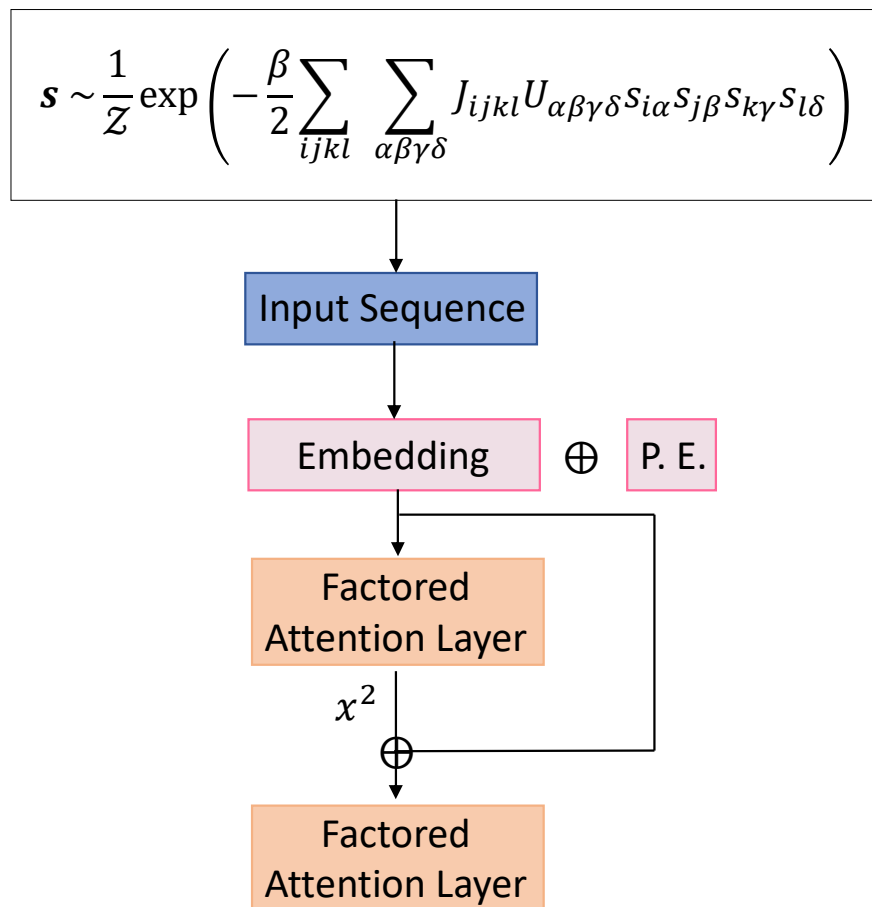 𝒔 ~ 1/𝒵 exp(−β/2 ∑_{ijkl} ∑_{αβγδ} J_{ijkl} U_{αβγδ} s_{iα} s_{jβ} s_{kγ} s_{lδ})
Input Sequence
Embedding ⊕ P. E.
Factored
Attention Layer
x²
⊕
Factored
Attention Layer